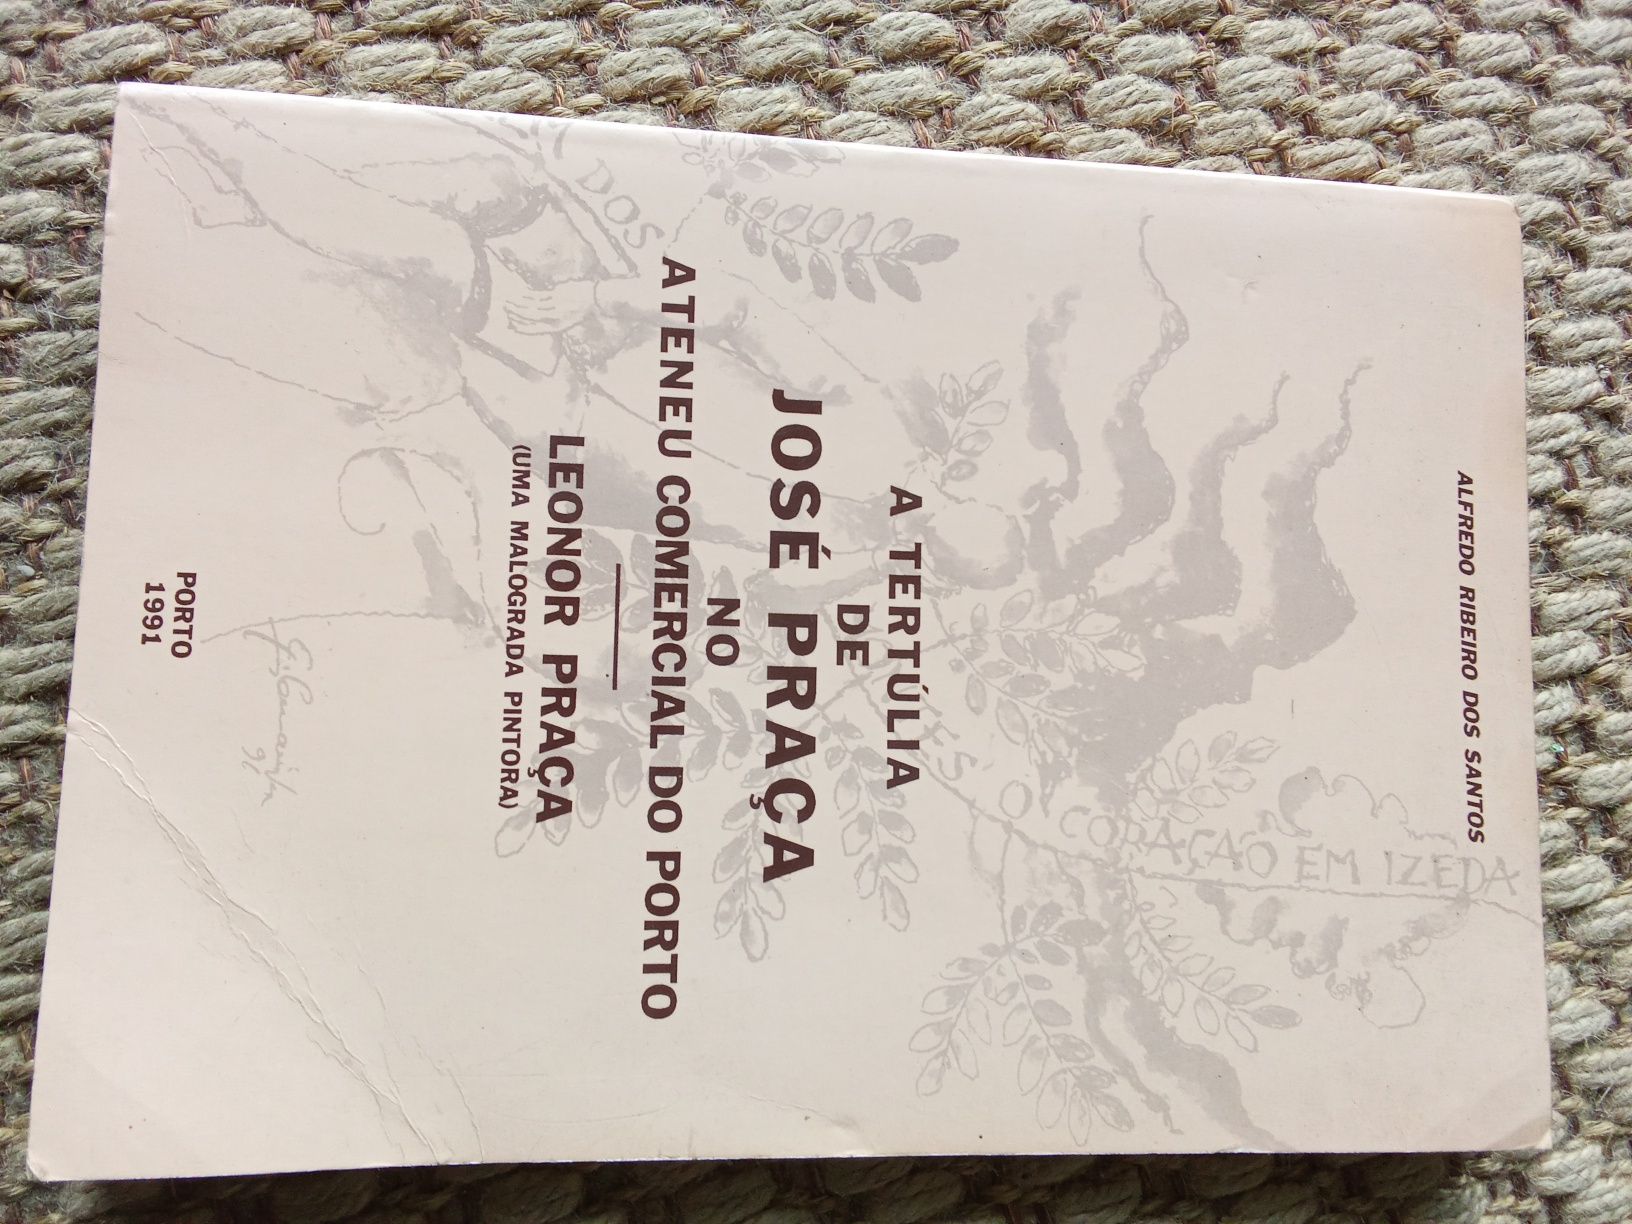 ALFREDO RIBEIRO DOS SANTOS
O CORAÇÃO EM IZEDA
A TERTÚLIA
DE
JOSÉ PRAÇA
NO
ATENEU COMERCIAL DO PORTO
LEONOR PRAÇA
(UMA MALOGRADA PINTORA)
DOS
91
PORTO
1991